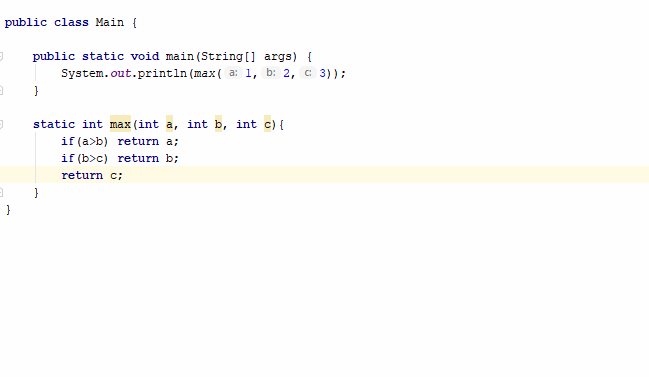 public class Main {
public static void main(String[] args) {
System.out.println(max( a: 1, b: 2, c: 3));
}
static int max(int a, int b, int c){
if(a>b) return a;
if(b>c) return b;
return c;
}
}